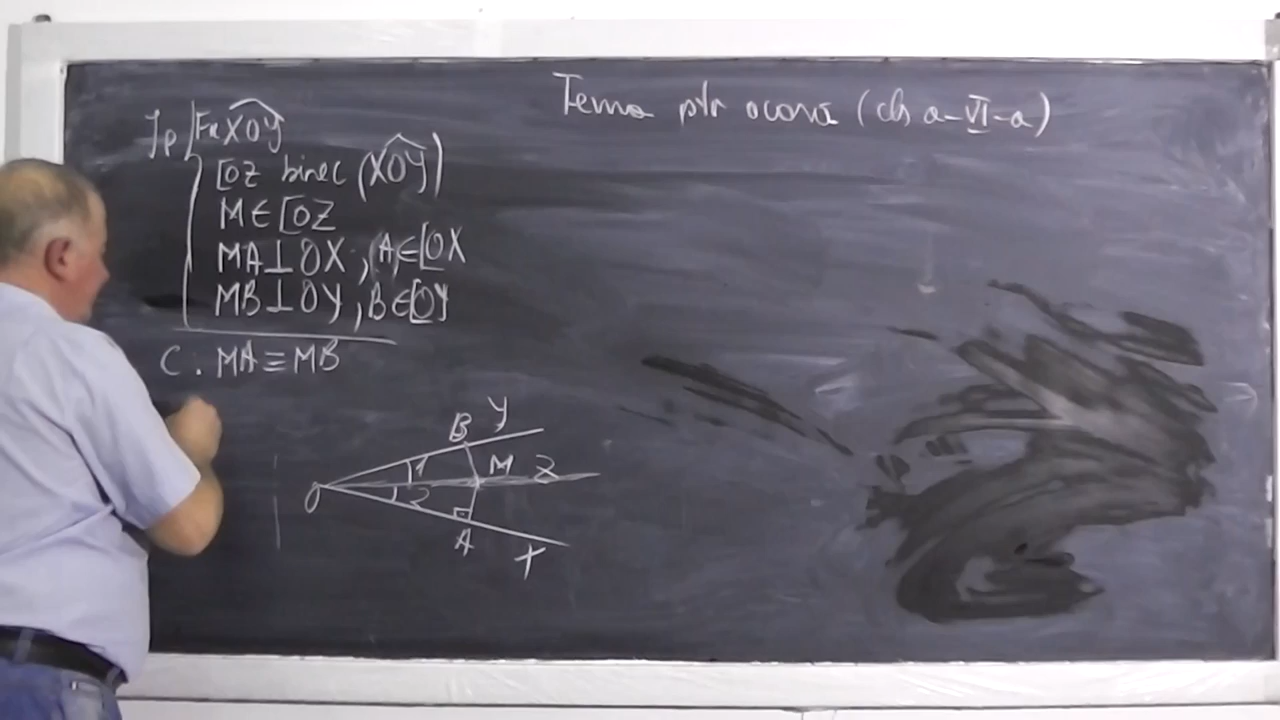 Tema ptr acasă (cls a-VI-a)
Ip Fie XOY
[OZ bisec (XOY)
M∈[OZ
MA⊥OX, A∈[OX
MB⊥OY, B∈[OY
C. MA≡MB
B Y
1 M Z
O 2
A X